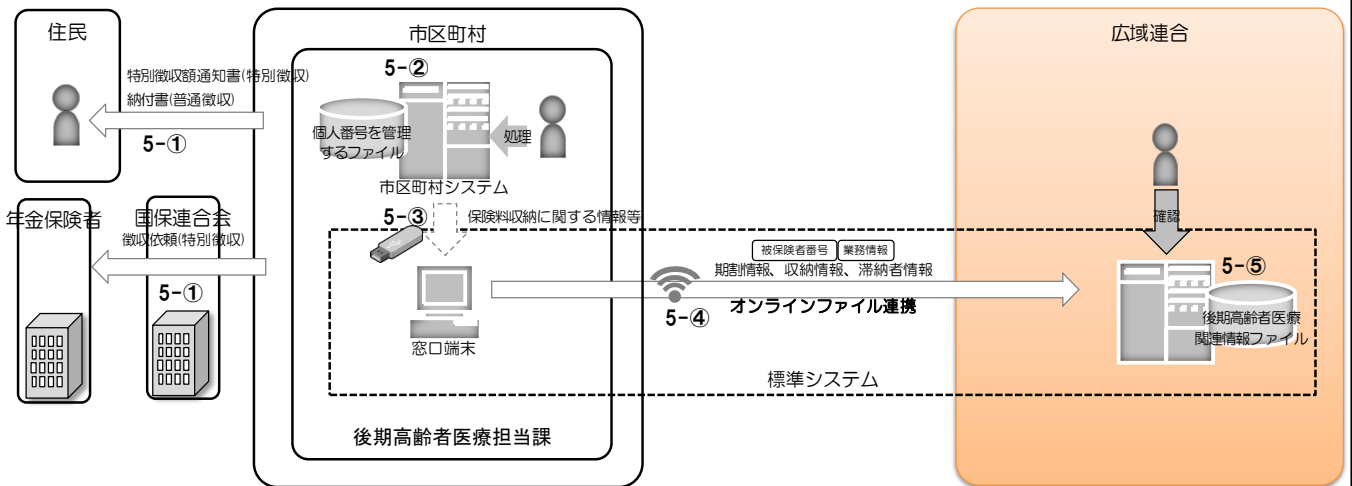 住民
特別徴収額通知書(特別徴収)
納付書(普通徴収)
5-①
年金保険者
国保連合会
徴収依頼(特別徴収)
5-①
市区町村
5-②
個人番号を管理
するファイル
処理
市区町村システム
5-③
保険料収納に関する情報等
窓口端末
後期高齢者医療担当課
被保険者番号
業務情報
期割情報、収納情報、滞納者情報
5-④
オンラインファイル連携
標準システム
広域連合
確認
5-⑤
後期高齢者医療
関連情報ファイル